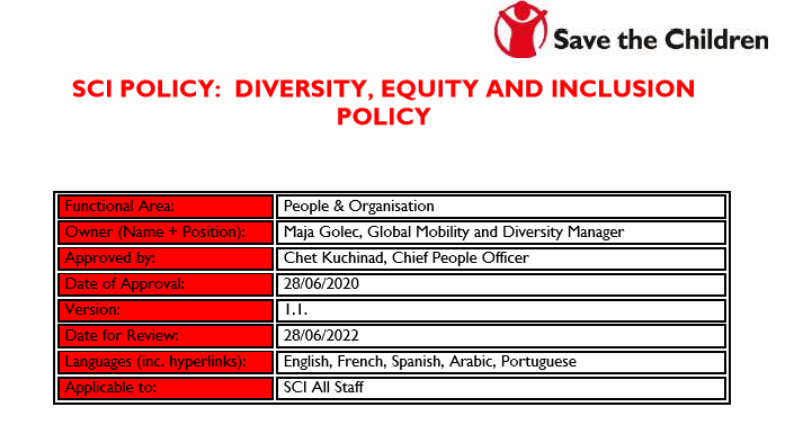 Save the Children
SCI POLICY: DIVERSITY, EQUITY AND INCLUSION
POLICY
Functional Area: People & Organisation
Owner (Name + Position): Maja Golec, Global Mobility and Diversity Manager
Approved by: Chet Kuchinad, Chief People Officer
Date of Approval: 28/06/2020
Version: 1.1.
Date for Review: 28/06/2022
Languages (inc. hyperlinks): English, French, Spanish, Arabic, Portuguese
Applicable to: SCI All Staff